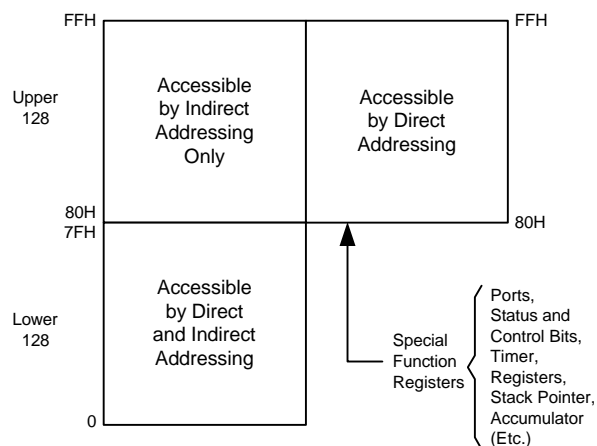 FFH
FFH
Upper
128
Accessible
by Indirect
Addressing
Only
Accessible
by Direct
Addressing
80H
7FH
80H
Lower
128
Accessible
by Direct
and Indirect
Addressing
0
Special
Function
Registers
Ports,
Status and
Control Bits,
Timer,
Registers,
Stack Pointer,
Accumulator
(Etc.)